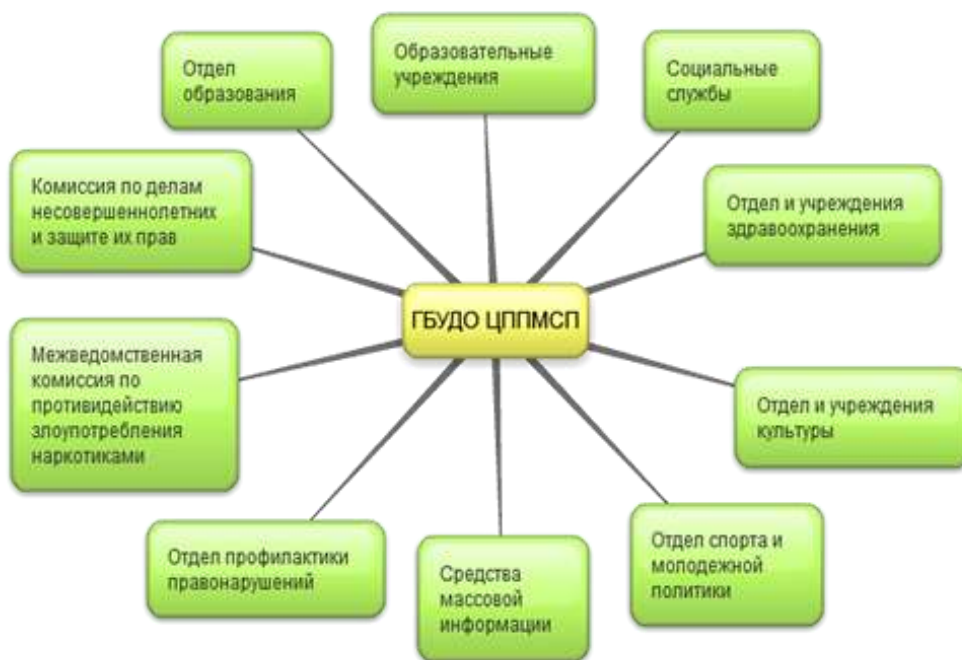 Образовательные
учреждения
Отдел
образования
Социальные
службы
Комиссия по делам
несовершеннолетних
и защите их прав
Отдел и учреждения
здравоохранения
ГБУДО ЦППМСП
Межведомственная
комиссия по
противидействию
злоупотребления
наркотиками
Отдел и учреждения
культуры
Отдел профилактики
правонарушений
Средства
массовой
информации
Отдел спорта и
молодежной
политики